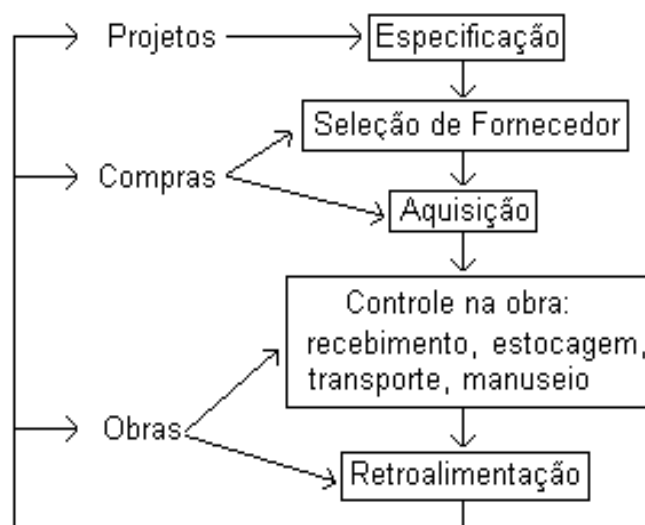 Projetos
Especificação
Seleção de Fornecedor
Compras
Aquisição
Controle na obra:
recebimento, estocagem,
transporte, manuseio
Obras
Retroalimentação